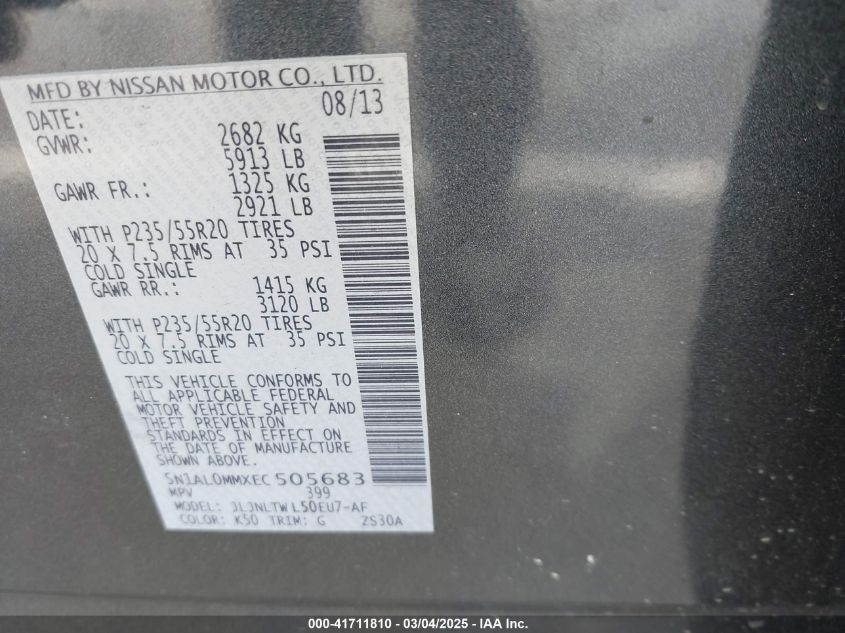 MFD BY NISSAN MOTOR CO., LTD.
DATE: 08/13
GVWR: 2682 KG
5913 LB
GAWR FR.: 1325 KG
2921 LB
WITH P235/55R20 TIRES
20 X 7.5 RIMS AT 35 PSI
COLD SINGLE
GAWR RR.: 1415 KG
3120 LB
WITH P235/55R20 TIRES
20 X 7.5 RIMS AT 35 PSI
COLD SINGLE
THIS VEHICLE CONFORMS TO
ALL APPLICABLE FEDERAL
MOTOR VEHICLE SAFETY AND
THEFT PREVENTION
STANDARDS IN EFFECT ON
THE DATE OF MANUFACTURE
SHOWN ABOVE.
5N1AL0MMXEC505683
MPV 399
MODEL: JLJNLTW L50EU7-AF
COLOR: K50 TRIM: G ZS30A
000-41711810 - 03/04/2025 - IAA Inc.